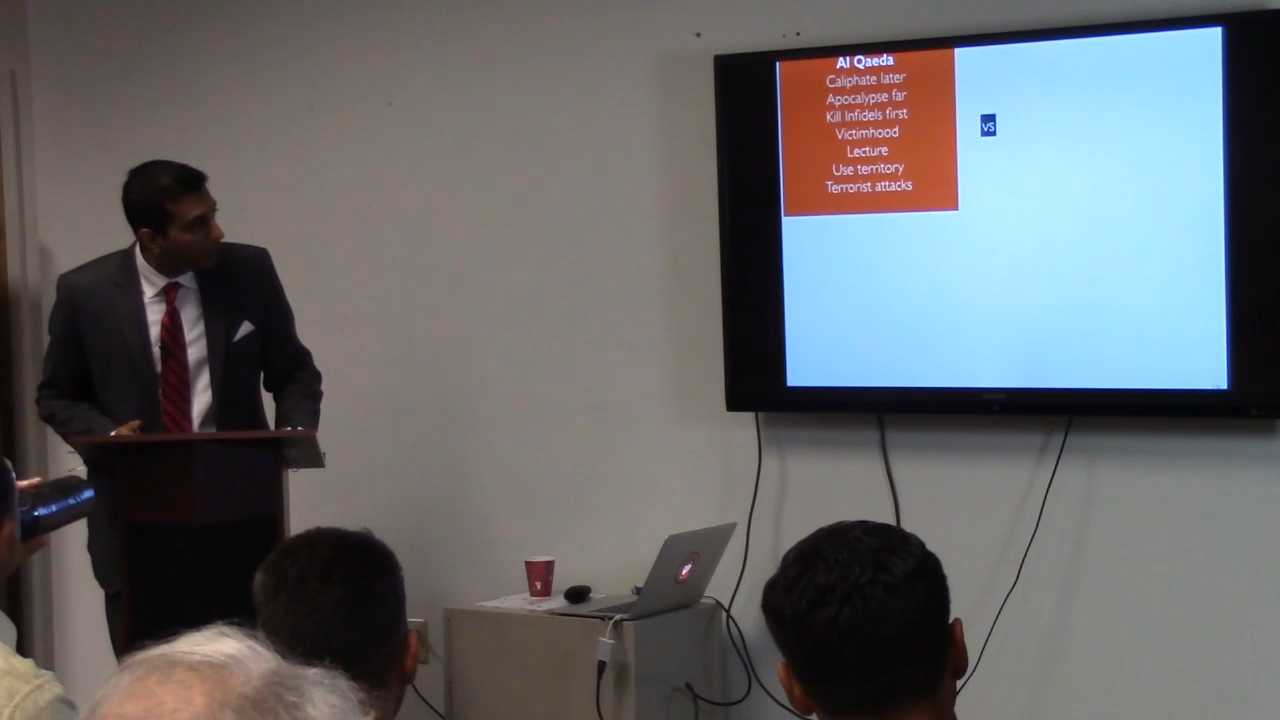 Al Qaeda
Caliphate later
Apocalypse far
Kill Infidels first
Victimhood
Lecture
Use territory
Terrorist attacks
vs